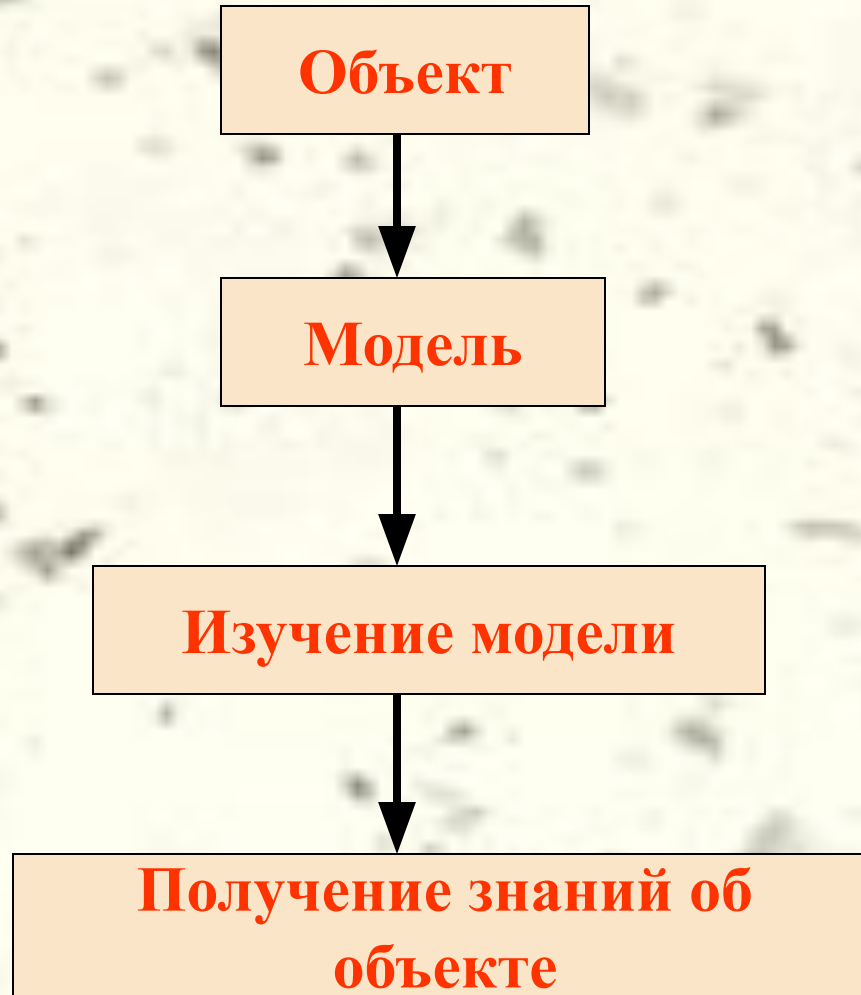 Объект
Модель
Изучение модели
Получение знаний об
объекте